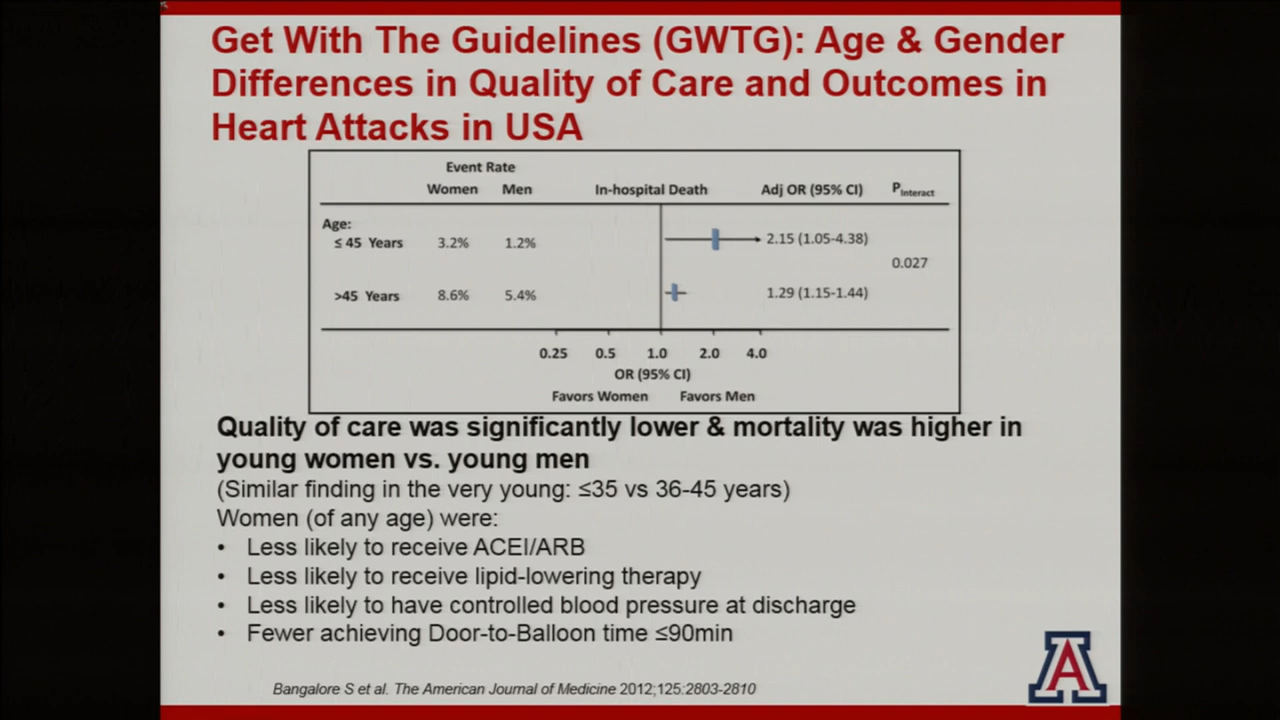 Get With The Guidelines (GWTG): Age & Gender
Differences in Quality of Care and Outcomes in
Heart Attacks in USA
Event Rate
Women Men In-hospital Death Adj OR (95% CI) PInteract
Age:
≤ 45 Years 3.2% 1.2% 2.15 (1.05-4.38)
0.027
>45 Years 8.6% 5.4% 1.29 (1.15-1.44)
0.25 0.5 1.0 2.0 4.0
OR (95% CI)
Favors Women Favors Men
Quality of care was significantly lower & mortality was higher in
young women vs. young men
(Similar finding in the very young: ≤35 vs 36-45 years)
Women (of any age) were:
• Less likely to receive ACEI/ARB
• Less likely to receive lipid-lowering therapy
• Less likely to have controlled blood pressure at discharge
• Fewer achieving Door-to-Balloon time ≤90min
A
Bangalore S et al. The American Journal of Medicine 2012;125:2803-2810